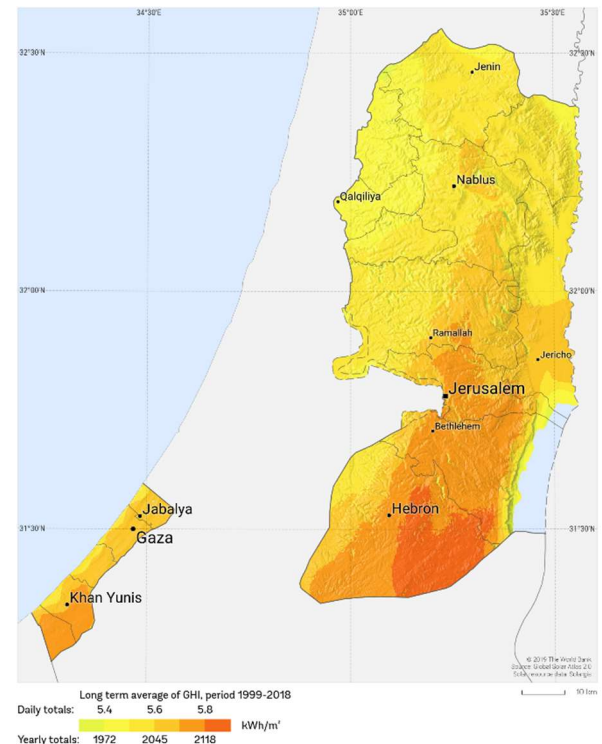 34°30'E 35°00'E 35°30'E
32°30'N 32°30'N
Jenin
Nablus
Qalqiliya
32°00'N 32°00'N
Ramallah
Jericho
Jerusalem
Bethlehem
Jabalya
Hebron
31°30'N 31°30'N
Gaza
Khan Yunis
© 2019 The World Bank
Source: Global Solar Atlas 2.0
Solar resource data: Solargis
10 km
Long term average of GHI, period 1999-2018
Daily totals: 5.4 5.6 5.8
kWh/m²
Yearly totals: 1972 2045 2118